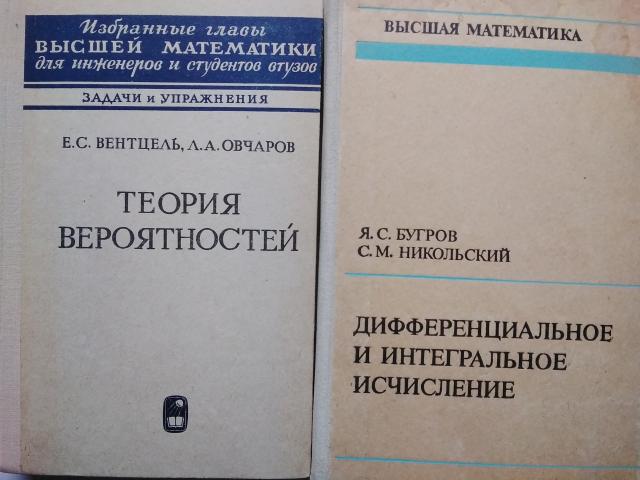 Избранные главы
ВЫСШЕЙ МАТЕМАТИКИ
для инженеров и студентов втузов
ЗАДАЧИ и УПРАЖНЕНИЯ
Е.С. ВЕНТЦЕЛЬ, Л.А. ОВЧАРОВ
ТЕОРИЯ
ВЕРОЯТНОСТЕЙ
ВЫСШАЯ МАТЕМАТИКА
Я. С. БУГРОВ
С. М. НИКОЛЬСКИЙ
ДИФФЕРЕНЦИАЛЬНОЕ
И ИНТЕГРАЛЬНОЕ
ИСЧИСЛЕНИЕ